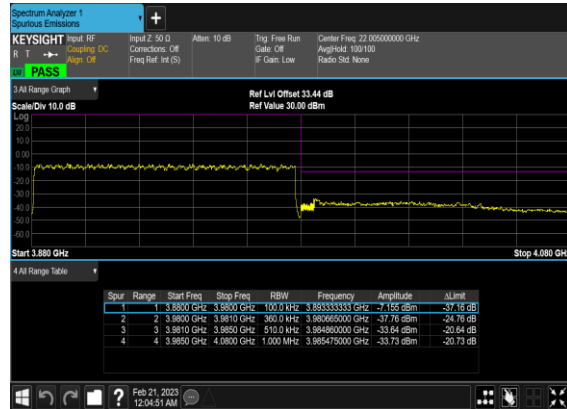 Spectrum Analyzer 1
Spurious Emissions
+
KEYSIGHT Input: RF Input Z: 50 Ω Atten: 10 dB Trig: Free Run Center Freq: 22.005000000 GHz
R T Coupling: DC Corrections: Off Gate: Off Avg|Hold: 100/100
Align: Off Freq Ref: Int (S) IF Gain: Low Radio Std: None
PASS
3 All Range Graph
Ref Lvl Offset 33.44 dB
Scale/Div 10.0 dB Ref Value 30.00 dBm
Log
20.0
10.0
0.00
-10.0
-20.0
-30.0
-40.0
-50.0
-60.0
Start 3.880 GHz Stop 4.080 GH
4 All Range Table
Spur Range Start Freq Stop Freq RBW Frequency Amplitude ΔLimit
1 1 3.8800 GHz 3.9800 GHz 100.0 kHz 3.893333333 GHz -7.155 dBm -37.16 dB
2 2 3.9800 GHz 3.9810 GHz 360.0 kHz 3.980665000 GHz -37.76 dBm -24.76 dB
3 3 3.9810 GHz 3.9850 GHz 510.0 kHz 3.984860000 GHz -33.64 dBm -20.64 dB
4 4 3.9850 GHz 4.0800 GHz 1.000 MHz 3.985475000 GHz -33.73 dBm -20.73 dB
? Feb 21, 2023
12:04:51 AM